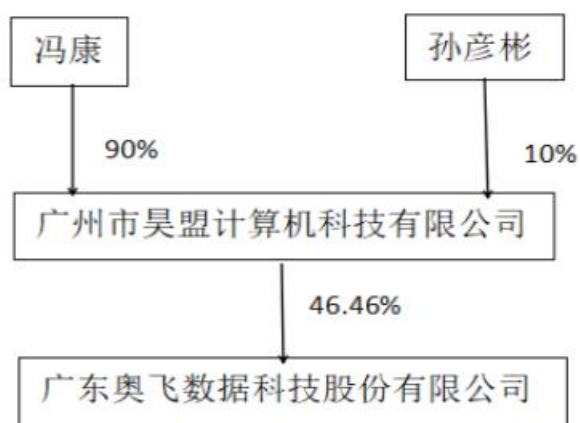 冯康
孙彦彬
90%
10%
广州市昊盟计算机科技有限公司
46.46%
广东奥飞数据科技股份有限公司